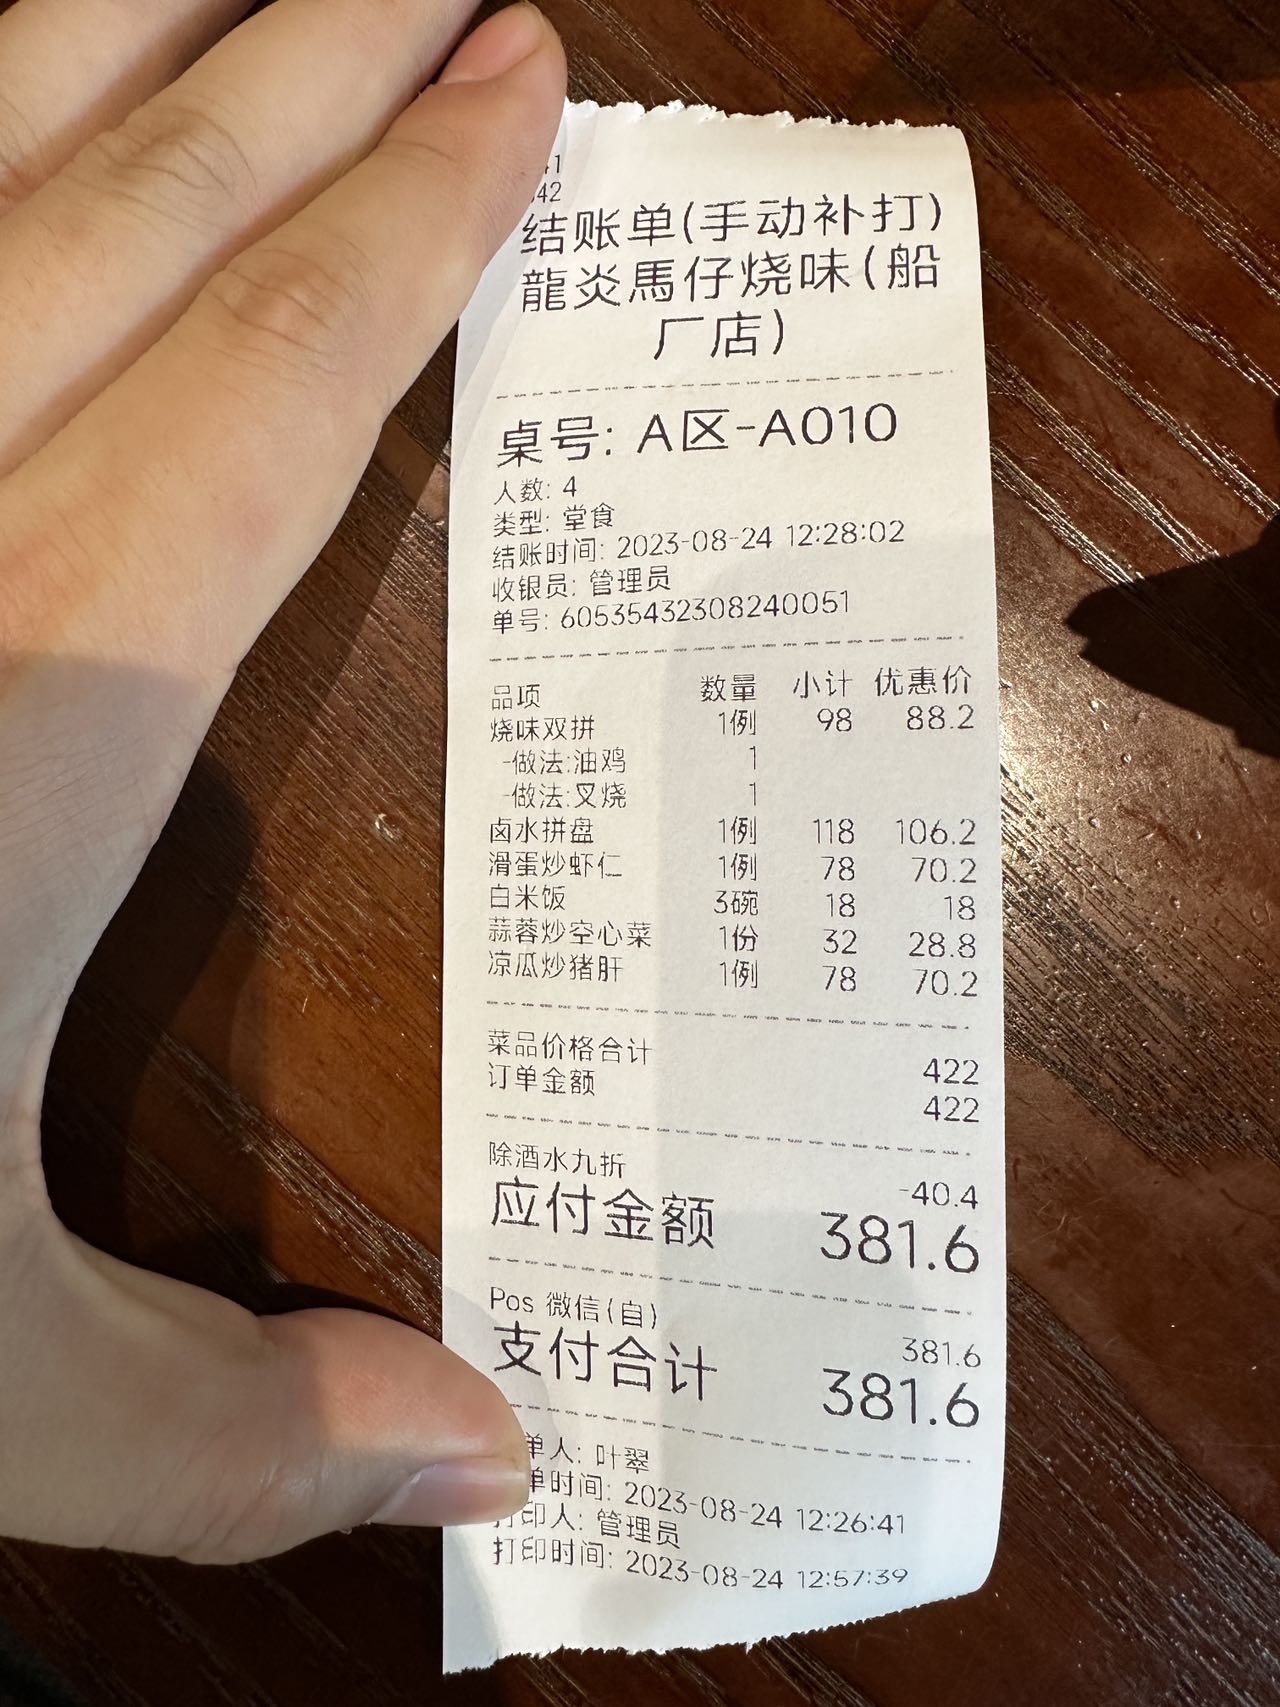 41
42
结账单(手动补打)
龍炎馬仔烧味(船
厂店)
桌号: A区-A010
人数: 4
类型: 堂食
结账时间: 2023-08-24 12:28:02
收银员: 管理员
单号: 60535432308240051
品项 数量 小计 优惠价
烧味双拼 1例 98 88.2
-做法:油鸡 1
-做法:叉烧 1
卤水拼盘 1例 118 106.2
滑蛋炒虾仁 1例 78 70.2
白米饭 3碗 18 18
蒜蓉炒空心菜 1份 32 28.8
凉瓜炒猪肝 1例 78 70.2
菜品价格合计 422
订单金额 422
除酒水九折 -40.4
应付金额 381.6
Pos 微信(自) 381.6
支付合计 381.6
单人: 叶翠
单时间: 2023-08-24 12:26:41
打印人: 管理员
打印时间: 2023-08-24 12:57:39